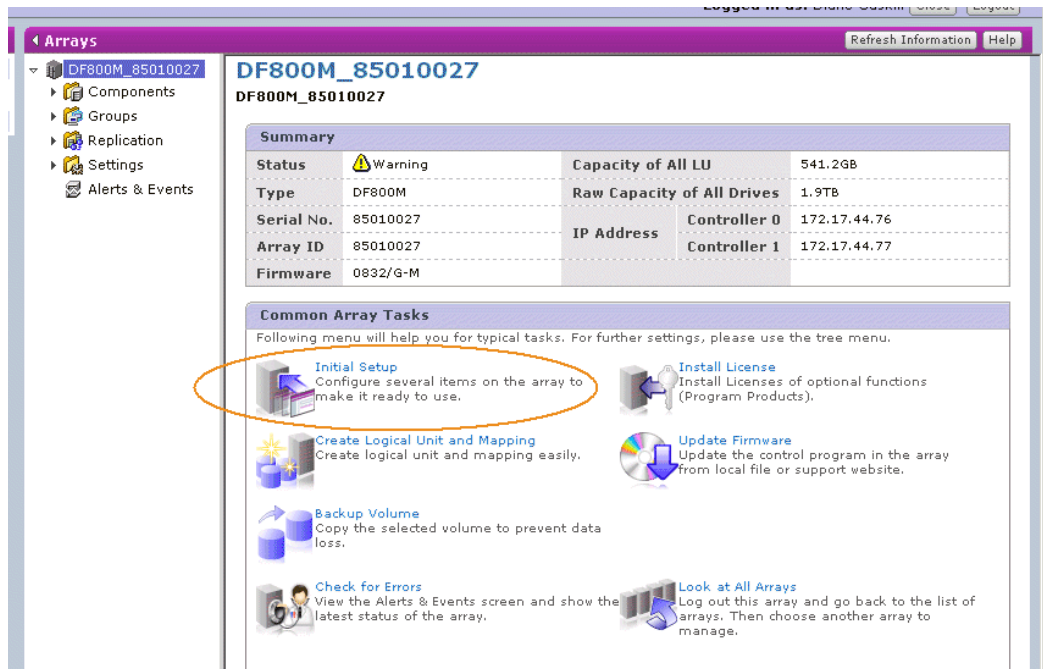 Logged in as:
Arrays
Refresh Information
Help
DF800M_85010027
Components
Groups
Replication
Settings
Alerts & Events
DF800M_85010027
DF800M_85010027
Summary
Status Warning Capacity of All LU 541.2GB
Type DF800M Raw Capacity of All Drives 1.9TB
Serial No. 85010027 IP Address Controller 0 172.17.44.76
Array ID 85010027 Controller 1 172.17.44.77
Firmware 0832/G-M
Common Array Tasks
Following menu will help you for typical tasks. For further settings, please use the tree menu.
Initial Setup
Configure several items on the array to
make it ready to use.
Install License
Install Licenses of optional functions
(Program Products).
Create Logical Unit and Mapping
Create logical unit and mapping easily.
Update Firmware
Update the control program in the array
from local file or support website.
Backup Volume
Copy the selected volume to prevent data
loss.
Check for Errors
View the Alerts & Events screen and show the
latest status of the array.
Look at All Arrays
Log out this array and go back to the list of
arrays. Then choose another array to
manage.